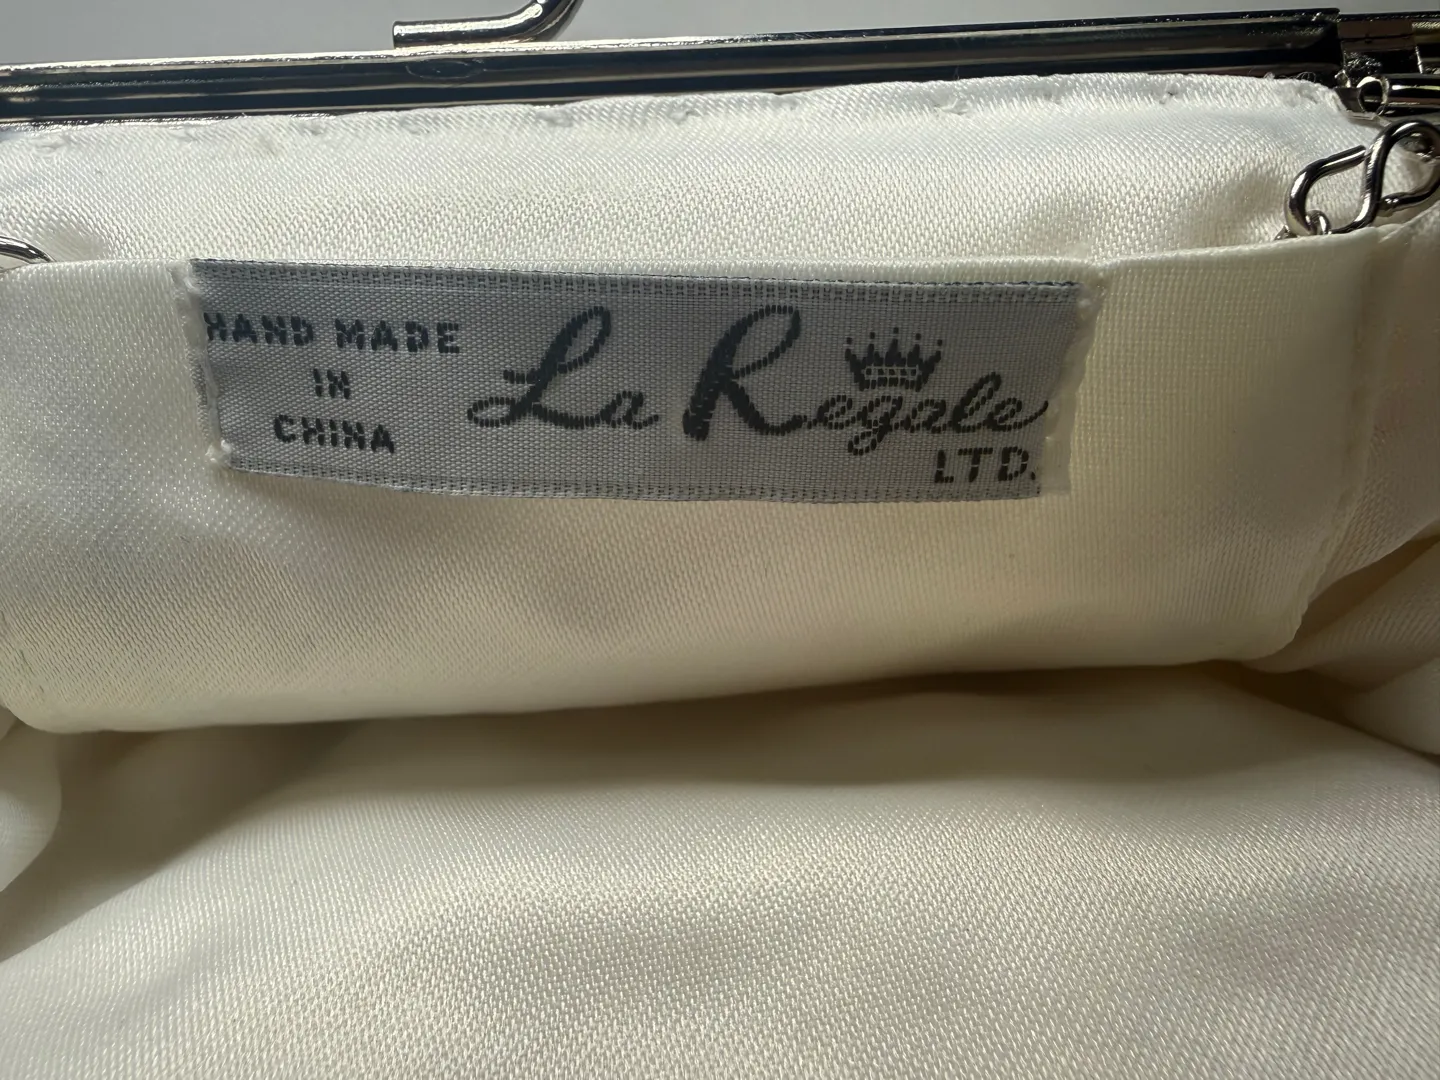 HAND MADE
IN
CHINA
La Regale
LTD.